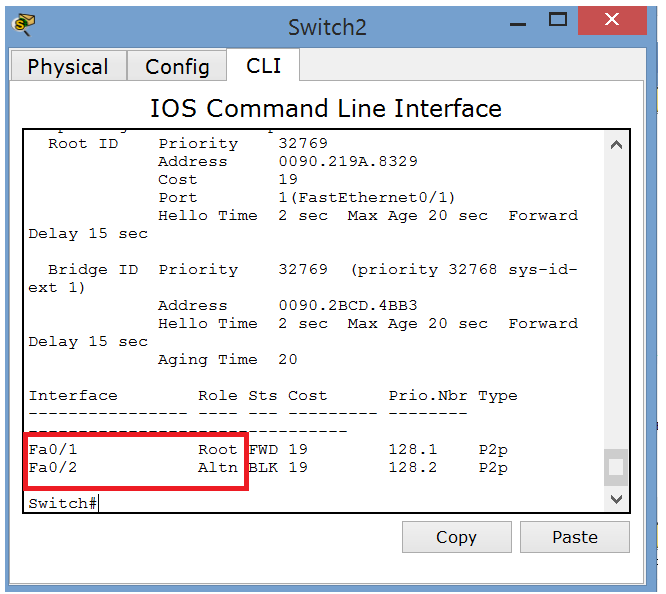 Switch2
Physical Config CLI
IOS Command Line Interface
Root ID Priority 32769
Address 0090.219A.8329
Cost 19
Port 1(FastEthernet0/1)
Hello Time 2 sec Max Age 20 sec Forward
Delay 15 sec
Bridge ID Priority 32769 (priority 32768 sys-id-
ext 1)
Address 0090.2BCD.4BB3
Hello Time 2 sec Max Age 20 sec Forward
Delay 15 sec
Aging Time 20
Interface Role Sts Cost Prio.Nbr Type
---------------- ---- --- --------- --------
--------------------------------
Fa0/1 Root FWD 19 128.1 P2p
Fa0/2 Altn BLK 19 128.2 P2p
Switch#
Copy Paste